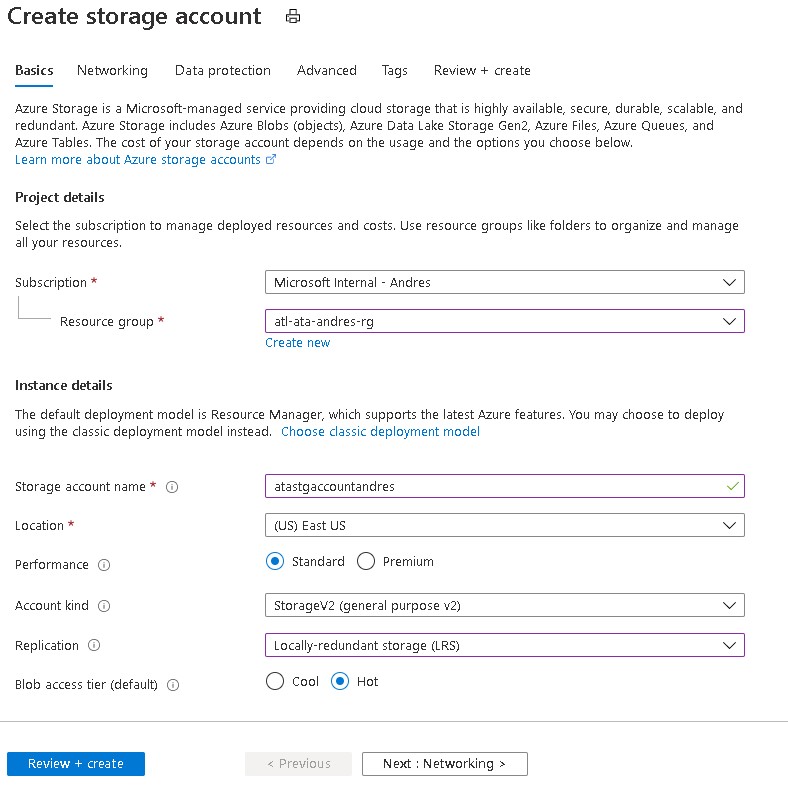 Create storage account
Basics Networking Data protection Advanced Tags Review + create
Azure Storage is a Microsoft-managed service providing cloud storage that is highly available, secure, durable, scalable, and
redundant. Azure Storage includes Azure Blobs (objects), Azure Data Lake Storage Gen2, Azure Files, Azure Queues, and
Azure Tables. The cost of your storage account depends on the usage and the options you choose below.
Learn more about Azure storage accounts
Project details
Select the subscription to manage deployed resources and costs. Use resource groups like folders to organize and manage
all your resources.
Subscription * Microsoft Internal - Andres
Resource group * atl-ata-andres-rg
Create new
Instance details
The default deployment model is Resource Manager, which supports the latest Azure features. You may choose to deploy
using the classic deployment model instead. Choose classic deployment model
Storage account name * atastgaccountandres
Location * (US) East US
Performance Standard Premium
Account kind StorageV2 (general purpose v2)
Replication Locally-redundant storage (LRS)
Blob access tier (default) Cool Hot
Review + create < Previous Next : Networking >